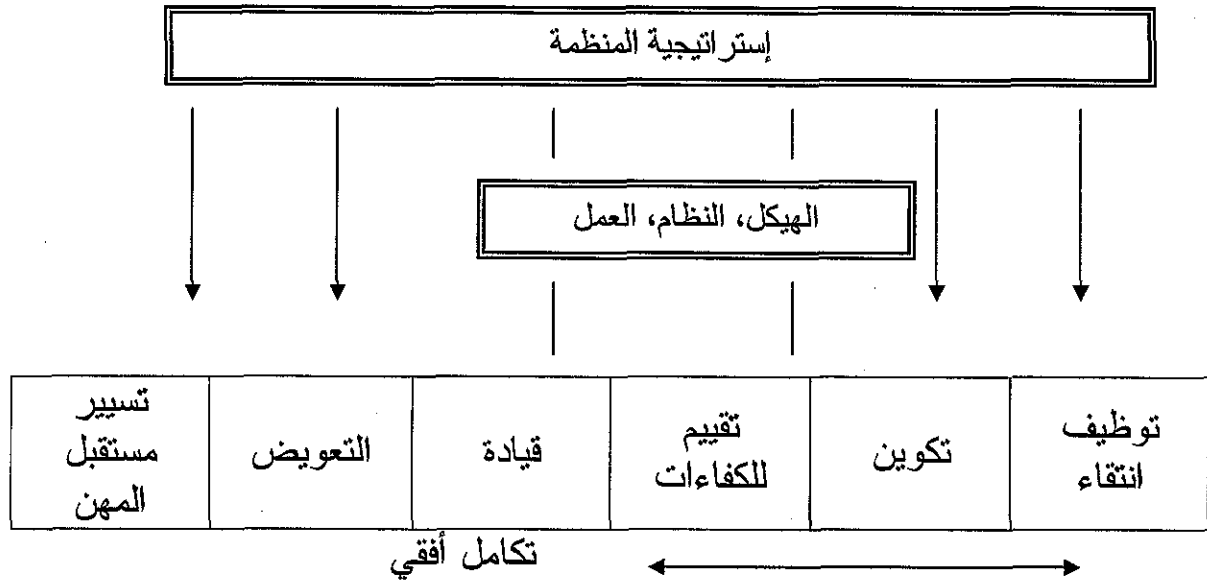 إستراتيجية المنظمة
الهيكل، النظام، العمل
توظيف
انتقاء
تكوين
تقييم
للكفاءات
قيادة
التعويض
تسيير
مستقبل
المهن
تكامل أفقي